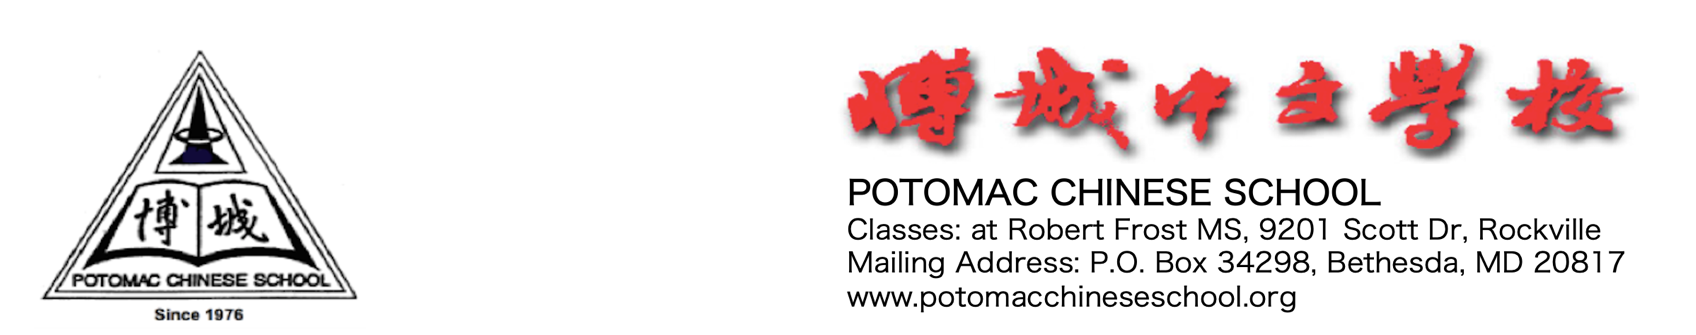 博城
POTOMAC CHINESE SCHOOL
Since 1976
博城中文學校
POTOMAC CHINESE SCHOOL
Classes: at Robert Frost MS, 9201 Scott Dr, Rockville
Mailing Address: P.O. Box 34298, Bethesda, MD 20817
www.potomacchineseschool.org